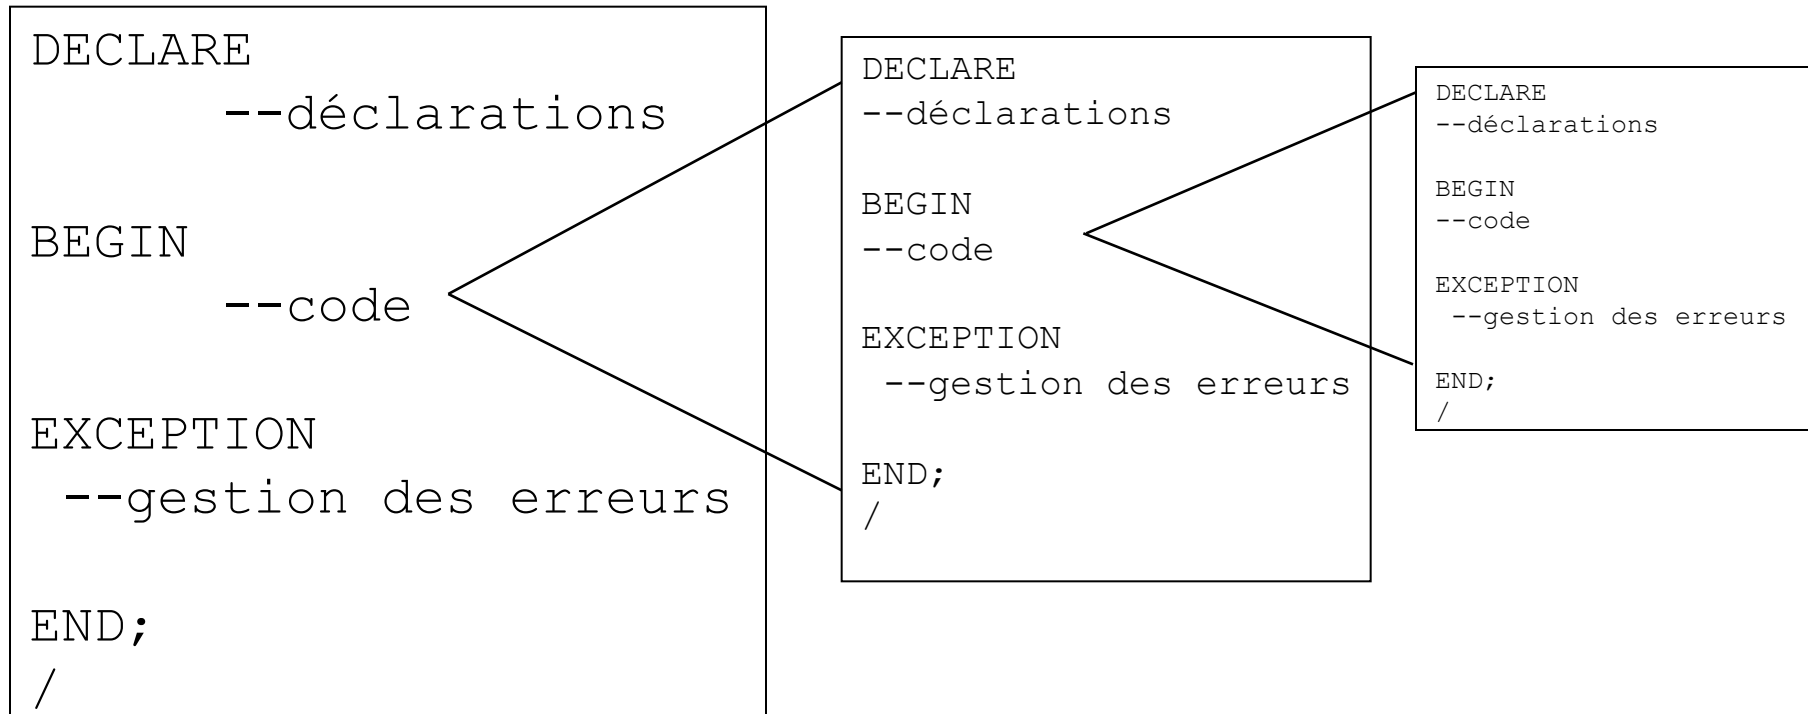 DECLARE
--déclarations
BEGIN
--code
EXCEPTION
--gestion des erreurs
END;
/
DECLARE
--déclarations
BEGIN
--code
EXCEPTION
--gestion des erreurs
END;
/
DECLARE
--déclarations
BEGIN
--code
EXCEPTION
--gestion des erreurs
END;
/